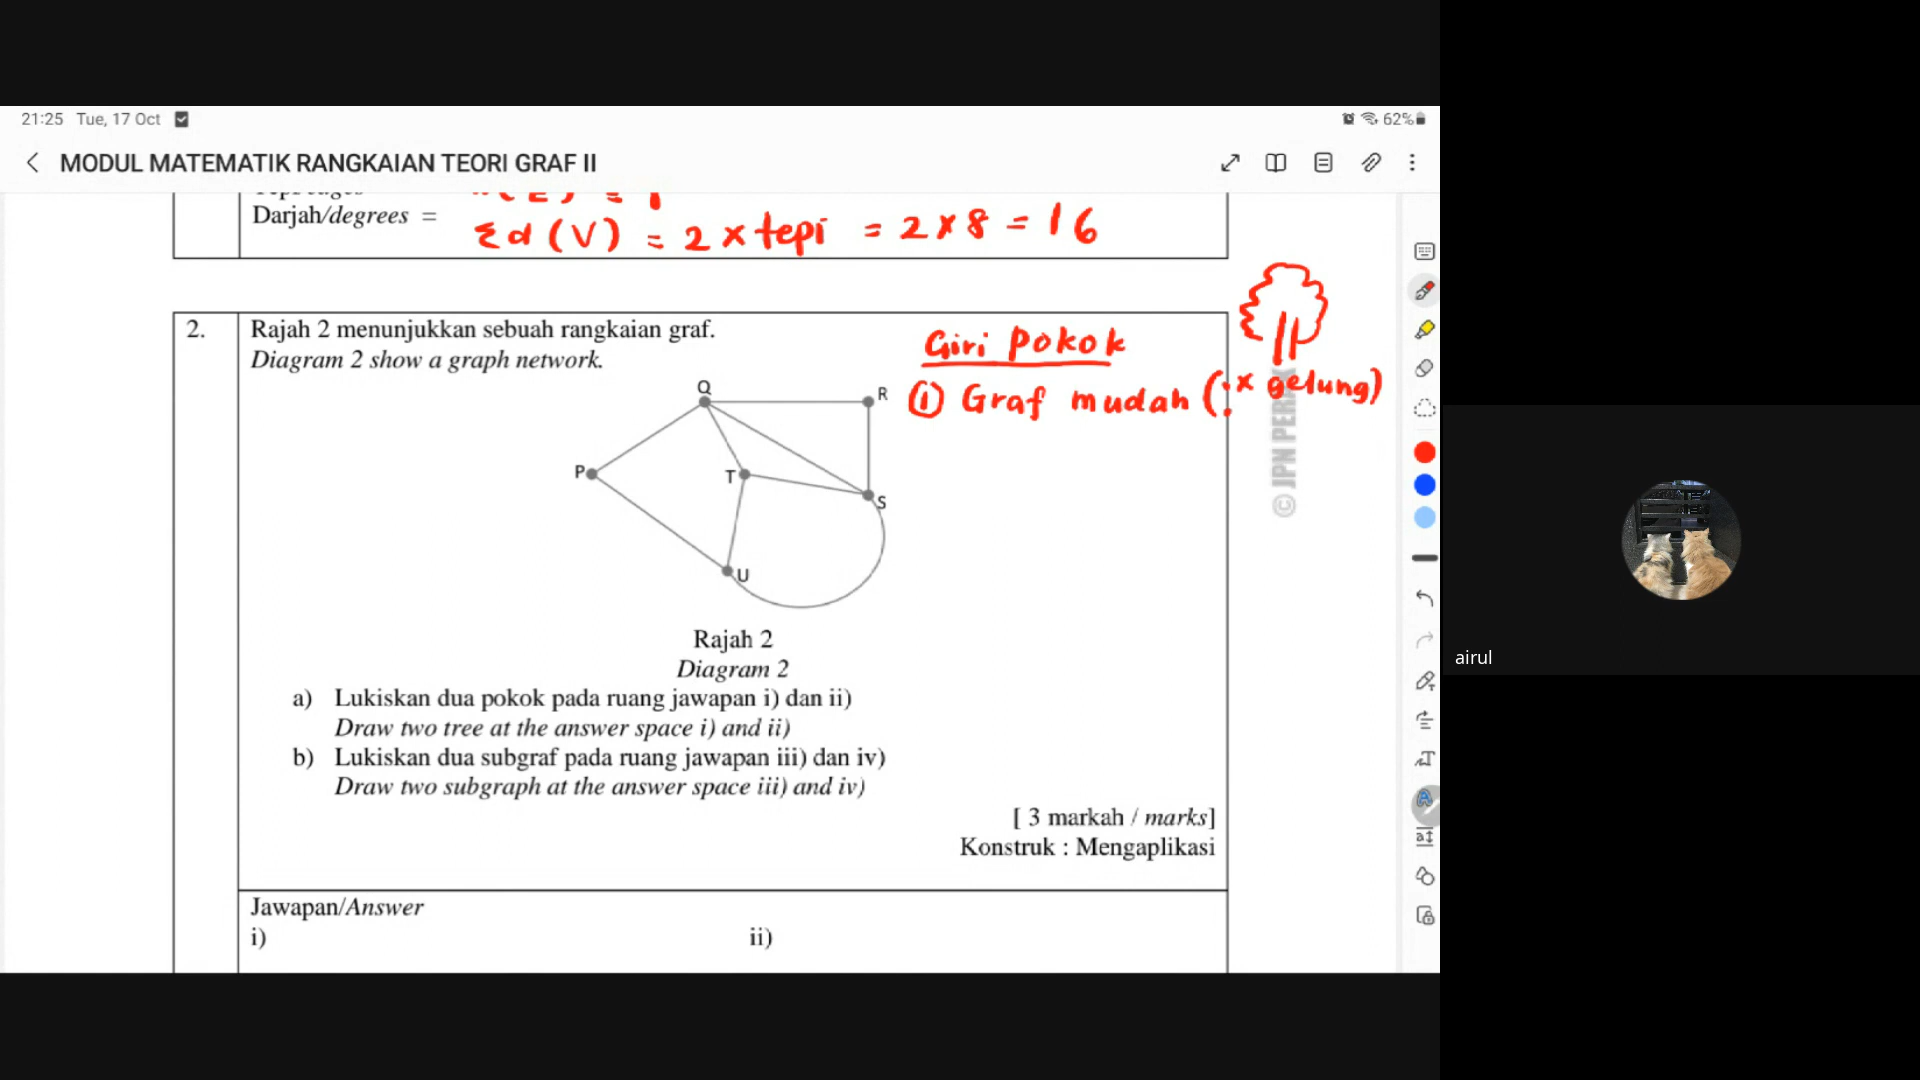 21:25 Tue, 17 Oct
62%
MODUL MATEMATIK RANGKAIAN TEORI GRAF II
Darjah/degrees =
Σd (V) = 2 × tepi = 2 × 8 = 16
2.
Rajah 2 menunjukkan sebuah rangkaian graf.
Diagram 2 show a graph network.
Ciri Pokok
① Graf mudah (: × gelung)
© JPN PERAK
Q
R
P
T
S
U
Rajah 2
Diagram 2
a) Lukiskan dua pokok pada ruang jawapan i) dan ii)
Draw two tree at the answer space i) and ii)
b) Lukiskan dua subgraf pada ruang jawapan iii) dan iv)
Draw two subgraph at the answer space iii) and iv)
[ 3 markah / marks]
Konstruk : Mengaplikasi
Jawapan/Answer
i) ii)
airul